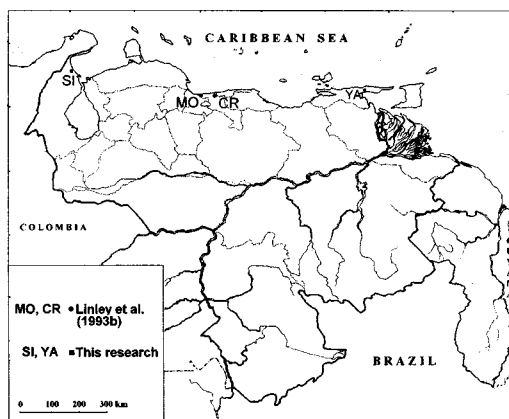 CARIBBEAN SEA
SI
MO CR
YA
COLOMBIA
MO, CR •Linley et al.
(1993b)
SI, YA ▪This research
BRAZIL
0 100 200 300 km